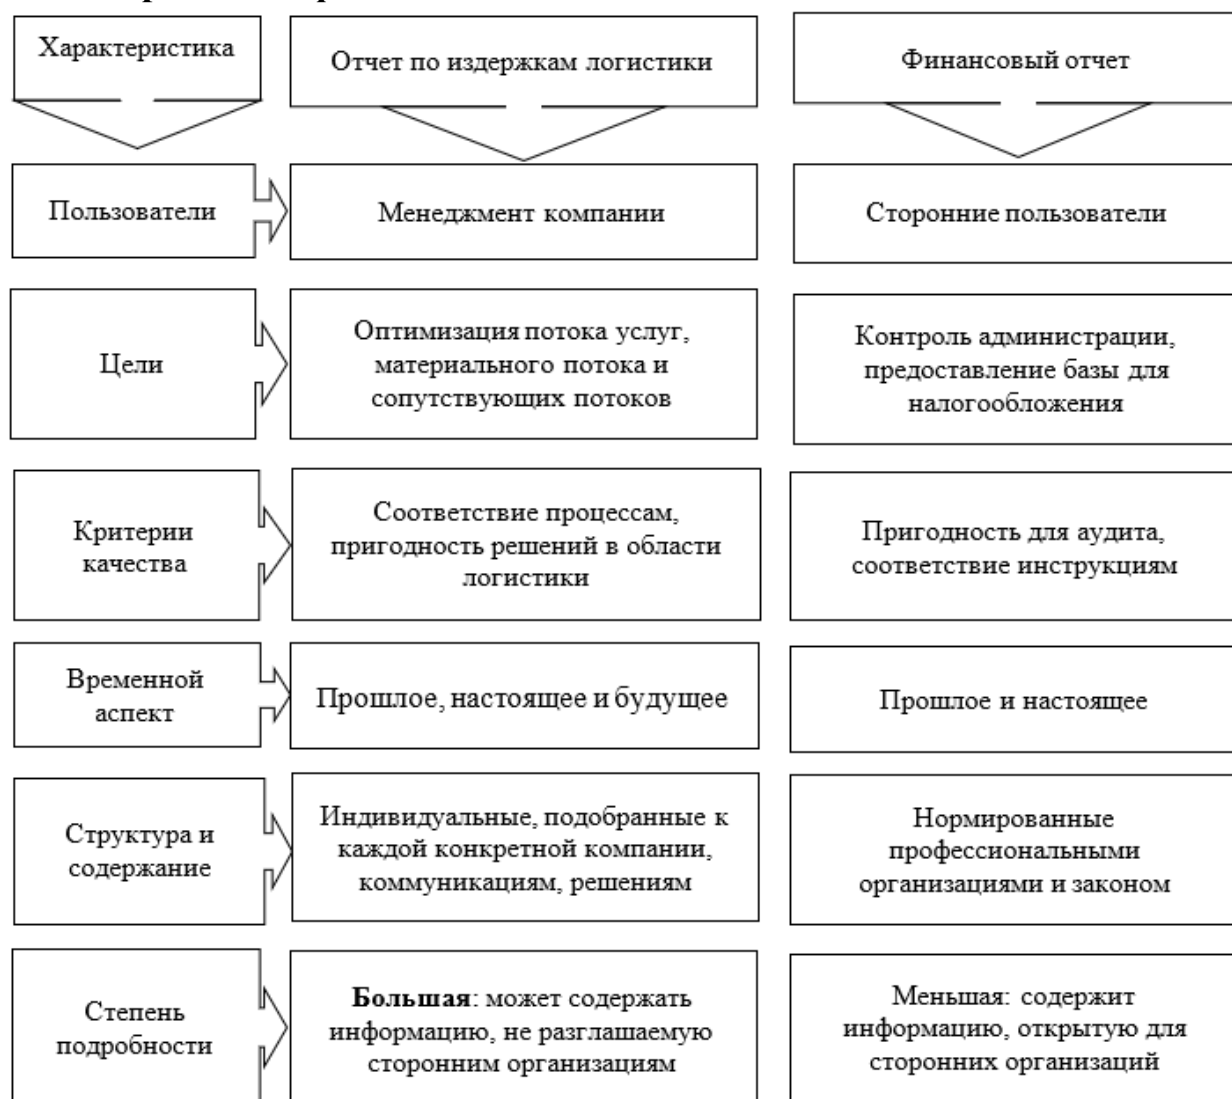 Характеристика
Отчет по издержкам логистики
Финансовый отчет
Пользователи
Менеджмент компании
Сторонние пользователи
Цели
Оптимизация потока услуг,
материального потока и
сопутствующих потоков
Контроль администрации,
предоставление базы для
налогообложения
Критерии
качества
Соответствие процессам,
пригодность решений в области
логистики
Пригодность для аудита,
соответствие инструкциям
Временной
аспект
Прошлое, настоящее и будущее
Прошлое и настоящее
Структура и
содержание
Индивидуальные, подобранные к
каждой конкретной компании,
коммуникациям, решениям
Нормированные
профессиональными
организациями и законом
Степень
подробности
Большая: может содержать
информацию, не разглашаемую
сторонним организациям
Меньшая: содержит
информацию, открытую для
сторонних организаций